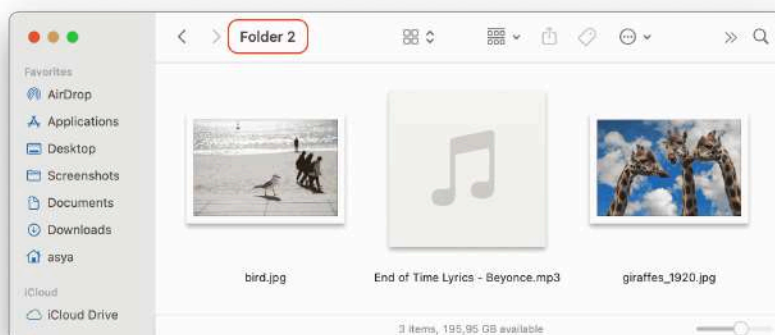 Folder 2
Favorites
AirDrop
Applications
Desktop
Screenshots
Documents
Downloads
asya
iCloud
iCloud Drive
bird.jpg
End of Time Lyrics - Beyonce.mp3
giraffes_1920.jpg
3 items, 195,95 GB available